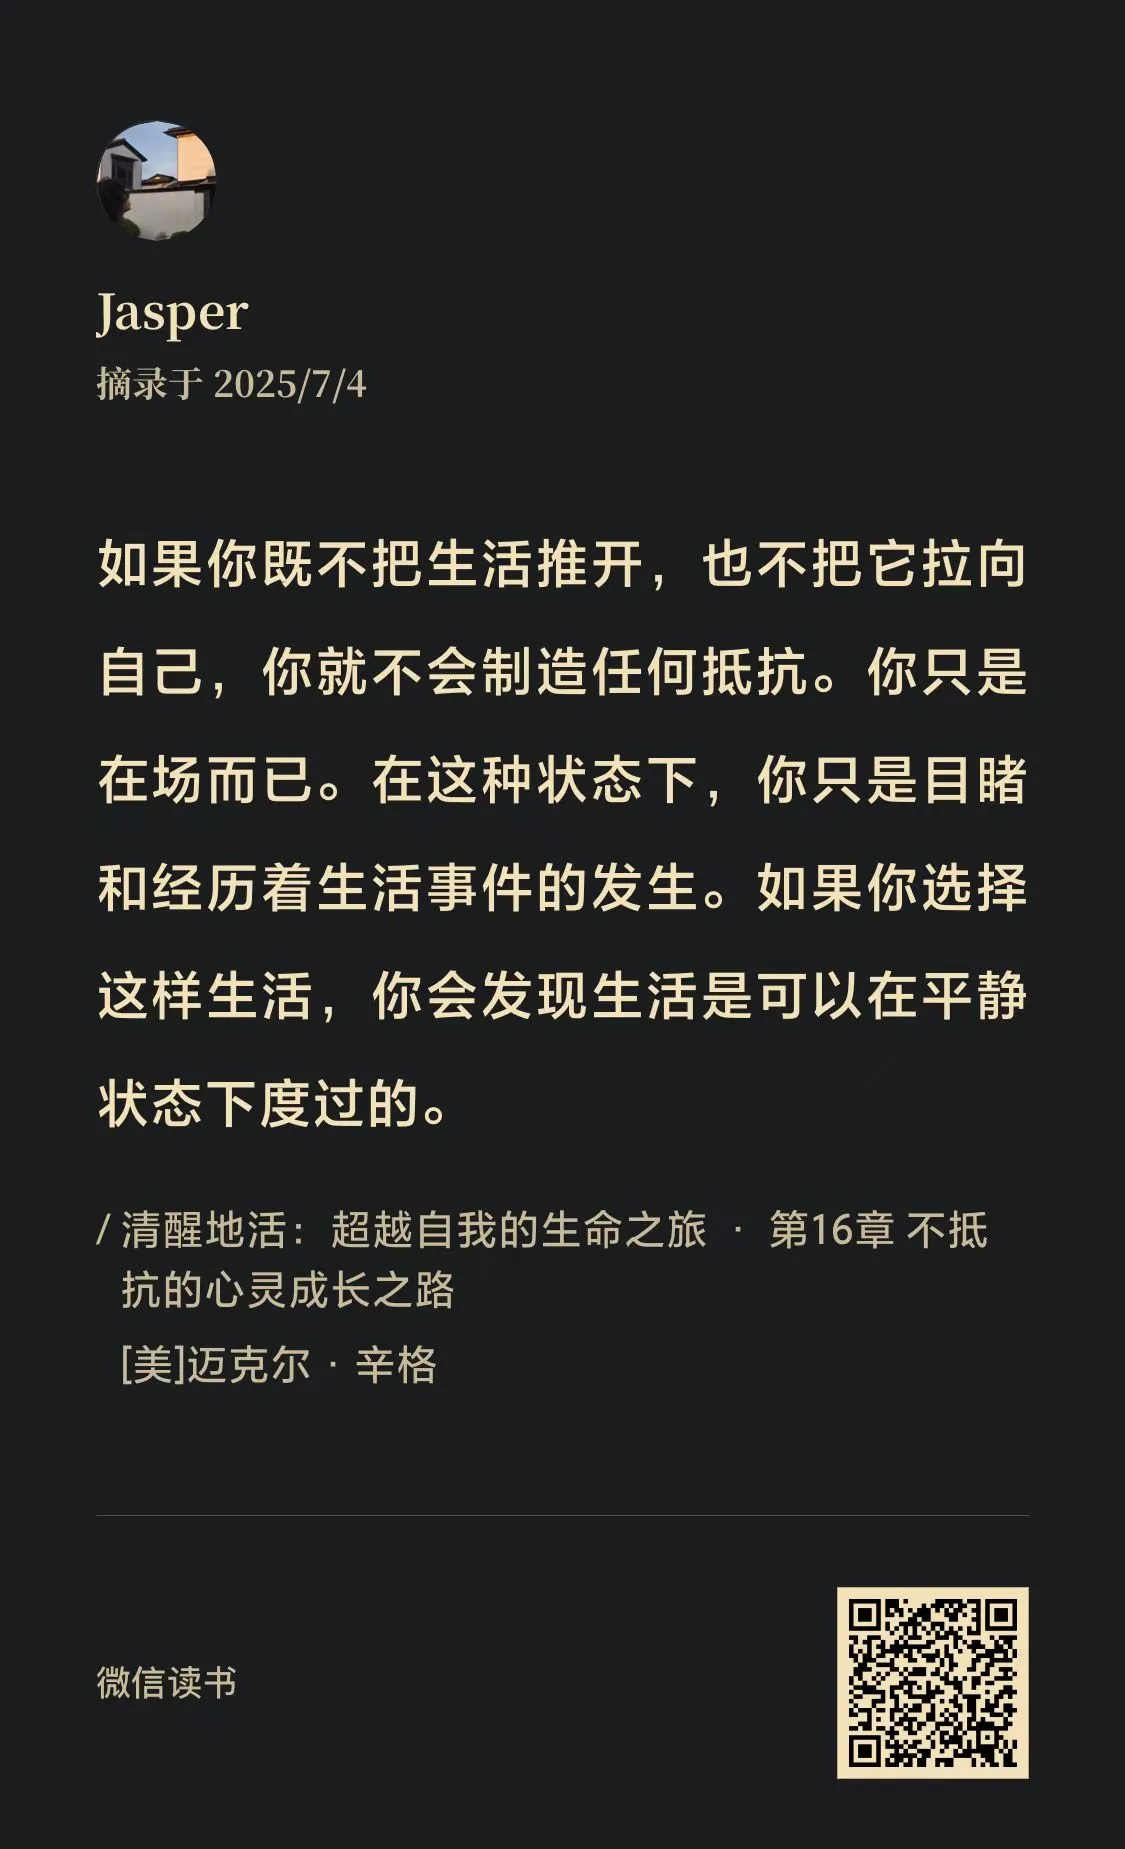 Jasper
摘录于 2025/7/4
如果你既不把生活推开，也不把它拉向
自己，你就不会制造任何抵抗。你只是
在场而已。在这种状态下，你只是目睹
和经历着生活事件的发生。如果你选择
这样生活，你会发现生活是可以在平静
状态下度过的。
/ 清醒地活：超越自我的生命之旅 · 第16章 不抵
抗的心灵成长之路
[美]迈克尔 · 辛格
微信读书